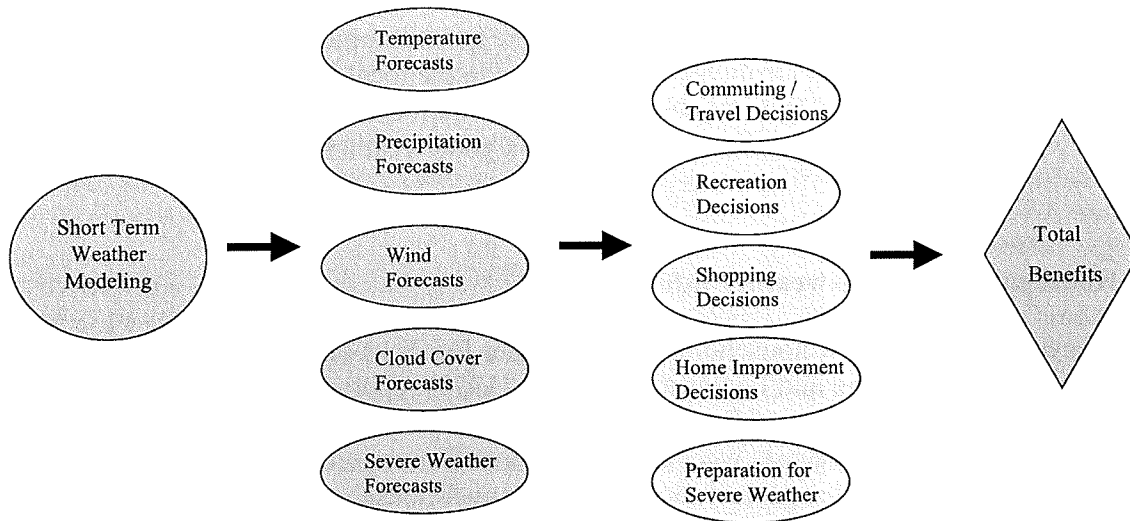 Short Term
Weather
Modeling
Temperature
Forecasts
Precipitation
Forecasts
Wind
Forecasts
Cloud Cover
Forecasts
Severe Weather
Forecasts
Commuting /
Travel Decisions
Recreation
Decisions
Shopping
Decisions
Home Improvement
Decisions
Preparation for
Severe Weather
Total
Benefits